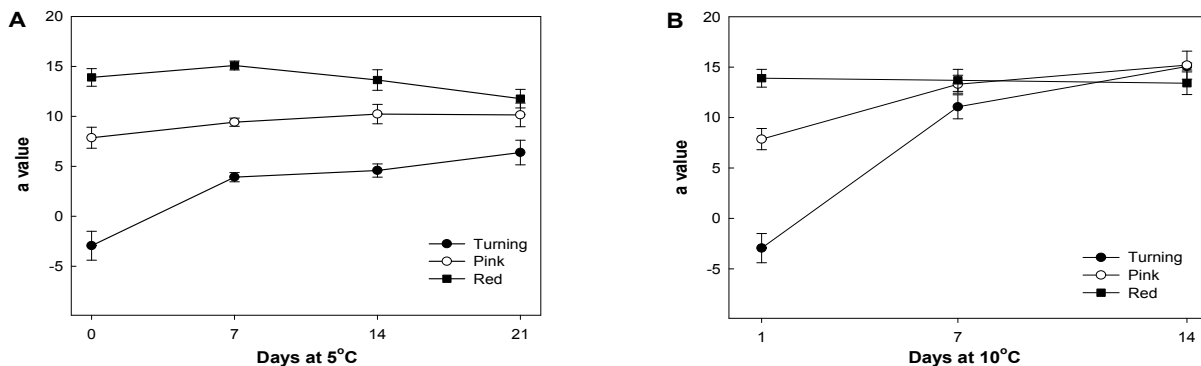 A
20
15
10
5
0
-5
a value
Turning
Pink
Red
0 7 14 21
Days at 5°C
B
20
15
10
5
0
-5
a value
Turning
Pink
Red
1 7 14
Days at 10°C